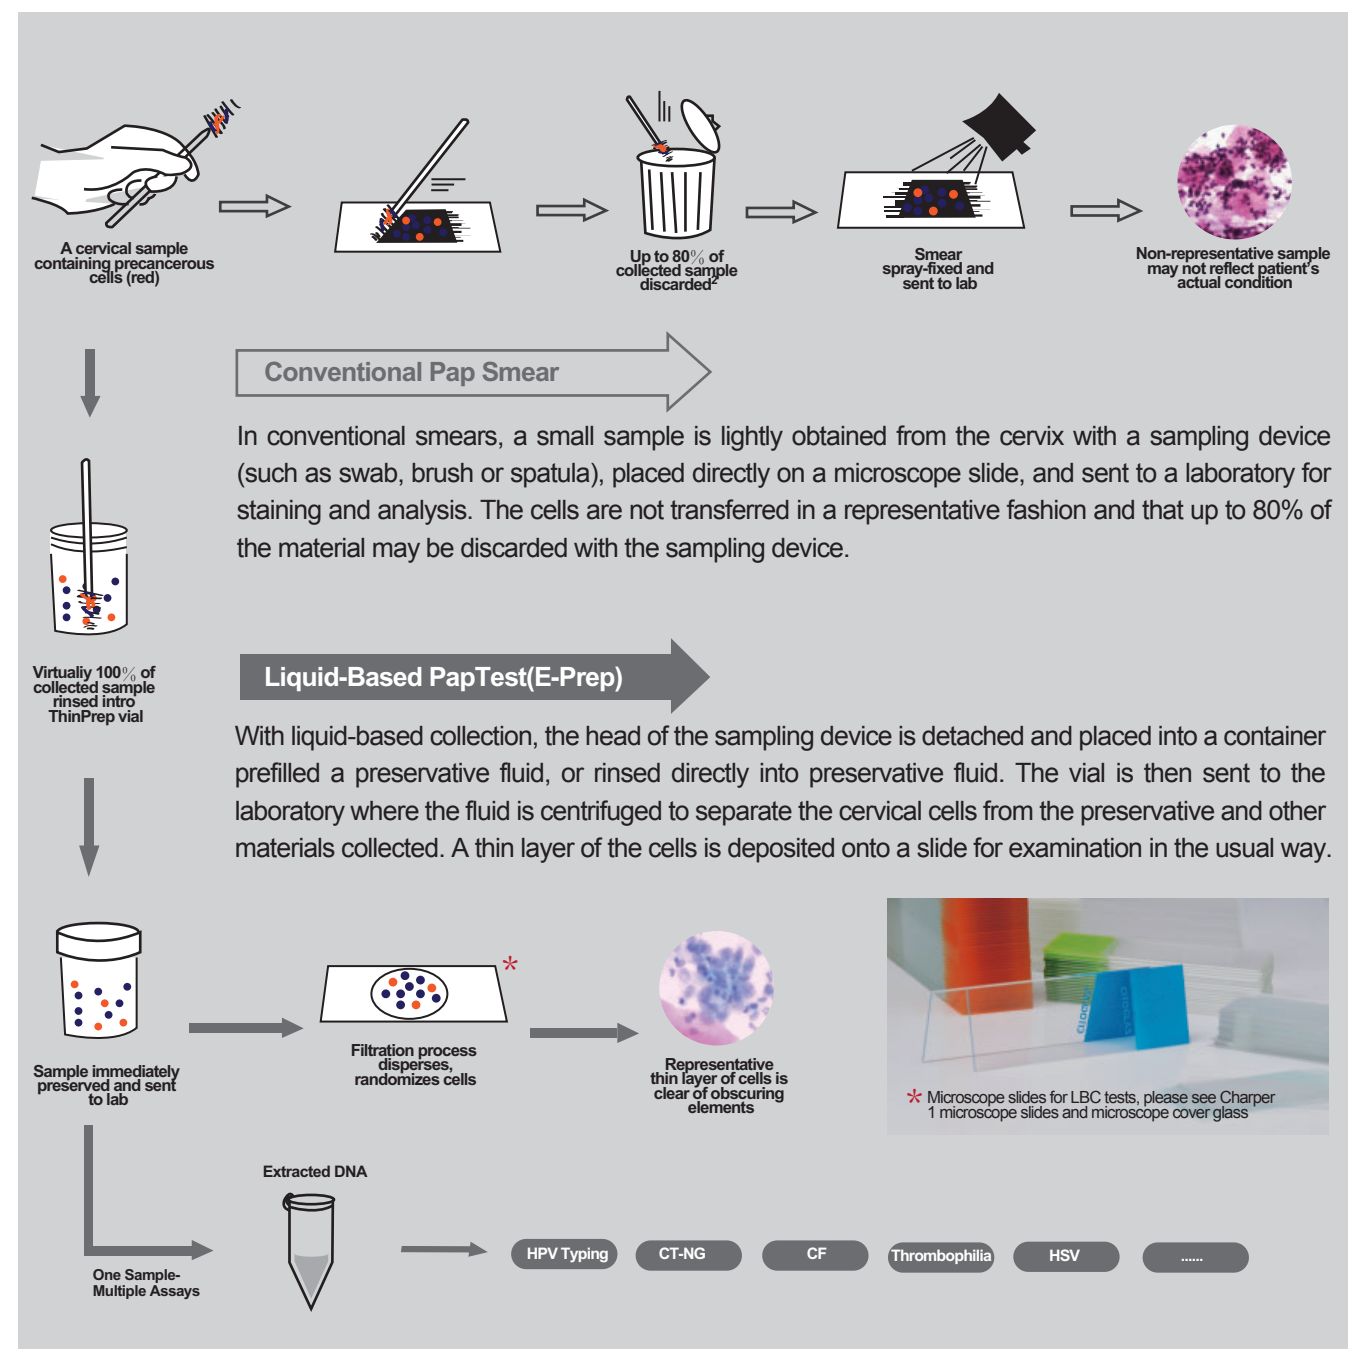 A cervical sample
containing precancerous
cells (red)
Up to 80% of
collected sample
discarded²
Smear
spray-fixed and
sent to lab
Non-representative sample
may not reflect patient's
actual condition
Conventional Pap Smear
In conventional smears, a small sample is lightly obtained from the cervix with a sampling device
(such as swab, brush or spatula), placed directly on a microscope slide, and sent to a laboratory for
staining and analysis. The cells are not transferred in a representative fashion and that up to 80% of
the material may be discarded with the sampling device.
Virtualiy 100% of
collected sample
rinsed intro
ThinPrep vial
Liquid-Based PapTest(E-Prep)
With liquid-based collection, the head of the sampling device is detached and placed into a container
prefilled a preservative fluid, or rinsed directly into preservative fluid. The vial is then sent to the
laboratory where the fluid is centrifuged to separate the cervical cells from the preservative and other
materials collected. A thin layer of the cells is deposited onto a slide for examination in the usual way.
Sample immediately
preserved and sent
to lab
*
Filtration process
disperses,
randomizes cells
Representative
thin layer of cells is
clear of obscuring
elements
* Microscope slides for LBC tests, please see Charper
1 microscope slides and microscope cover glass
One Sample-
Multiple Assays
Extracted DNA
HPV Typing
CT-NG
CF
Thrombophilia
HSV
......